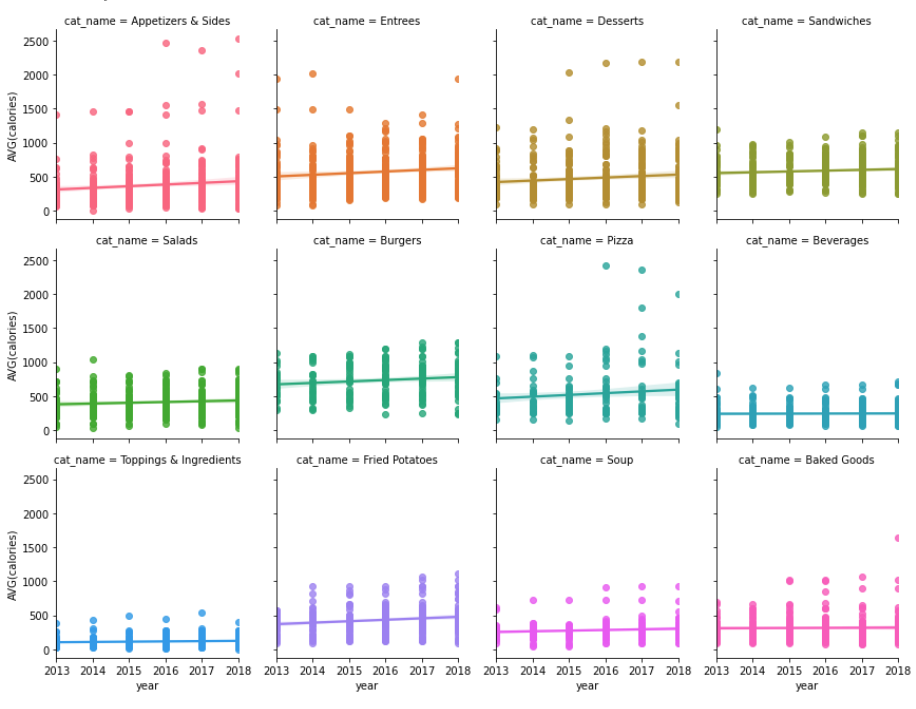 cat_name = Appetizers & Sides
cat_name = Entrees
cat_name = Desserts
cat_name = Sandwiches
2500
2000
1500
1000
500
0
AVG(calories)
cat_name = Salads
cat_name = Burgers
cat_name = Pizza
cat_name = Beverages
2500
2000
1500
1000
500
0
AVG(calories)
cat_name = Toppings & Ingredients
cat_name = Fried Potatoes
cat_name = Soup
cat_name = Baked Goods
2500
2000
1500
1000
500
0
AVG(calories)
2013 2014 2015 2016 2017 2018
year
2013 2014 2015 2016 2017 2018
year
2013 2014 2015 2016 2017 2018
year
2013 2014 2015 2016 2017 2018
year